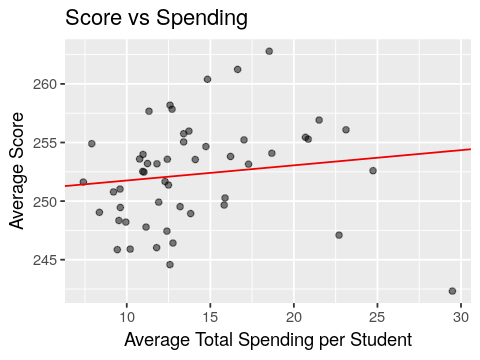 Score vs Spending
260
255
250
245
Average Score
10 15 20 25 30
Average Total Spending per Student